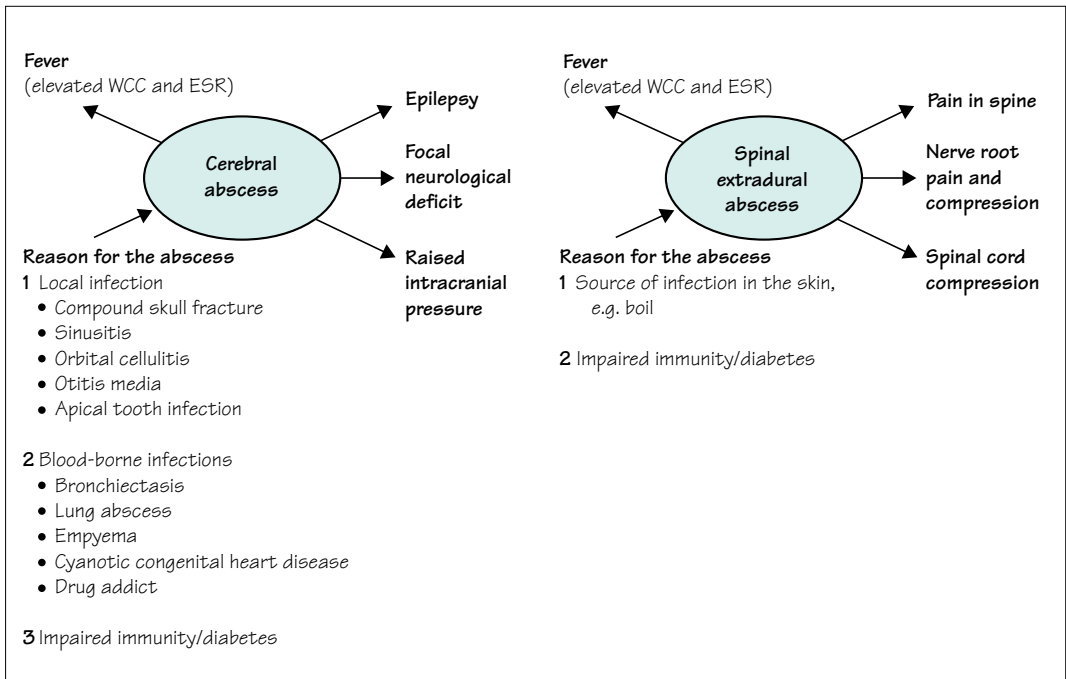 Fever
(elevated WCC and ESR)
Epilepsy
Cerebral
abscess
Focal
neurological
deficit
Raised
intracranial
pressure
Reason for the abscess
1 Local infection
• Compound skull fracture
• Sinusitis
• Orbital cellulitis
• Otitis media
• Apical tooth infection
2 Blood-borne infections
• Bronchiectasis
• Lung abscess
• Empyema
• Cyanotic congenital heart disease
• Drug addict
3 Impaired immunity/diabetes
Fever
(elevated WCC and ESR)
Pain in spine
Spinal
extradural
abscess
Nerve root
pain and
compression
Spinal cord
compression
Reason for the abscess
1 Source of infection in the skin,
e.g. boil
2 Impaired immunity/diabetes